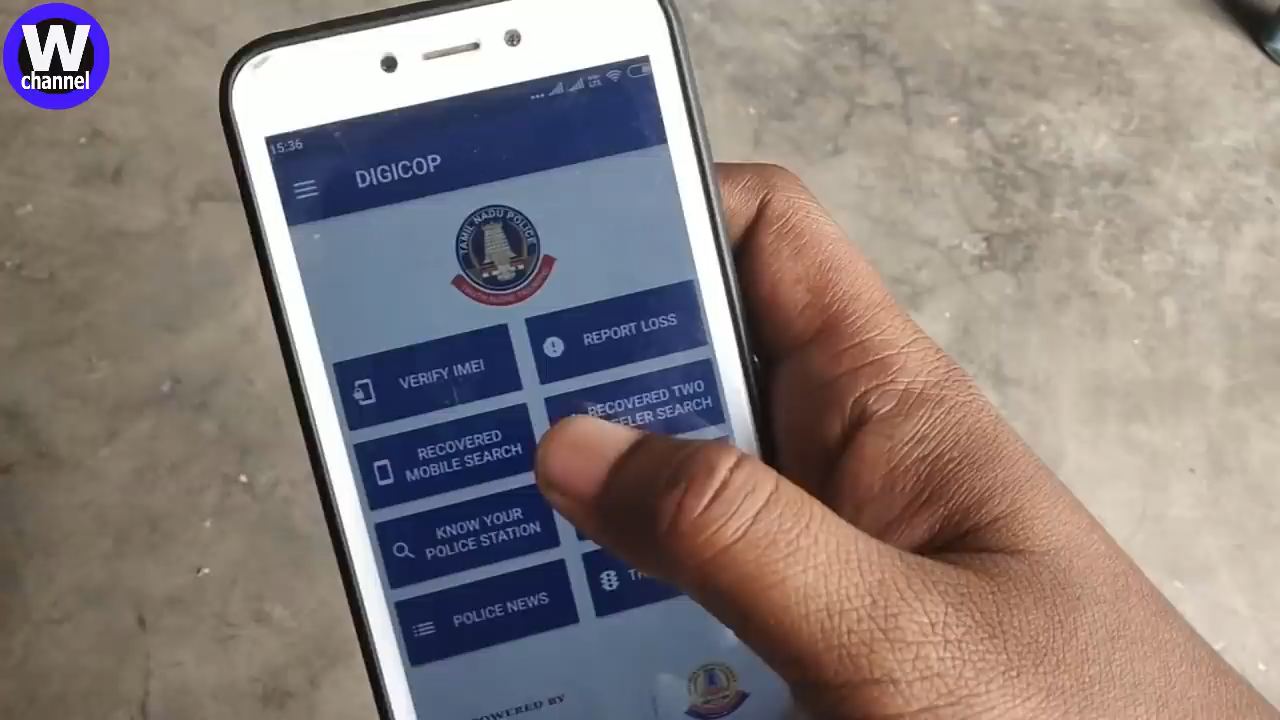 W
channel
15:36
DIGICOP
TAMIL NADU POLICE
VERIFY IMEI
REPORT LOSS
RECOVERED
MOBILE SEARCH
RECOVERED TWO
SEARCH
KNOW YOUR
POLICE STATION
POLICE NEWS
POWERED BY